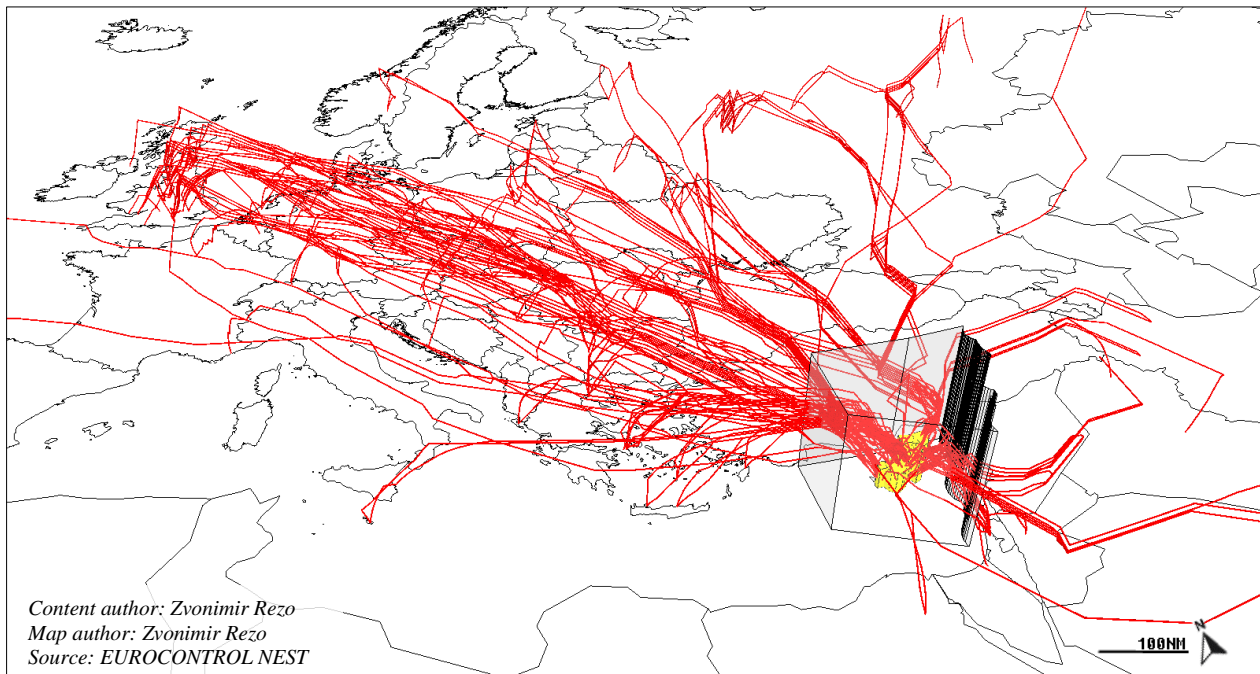 Content author: Zvonimir Rezo
Map author: Zvonimir Rezo
Source: EUROCONTROL NEST
100NM
N